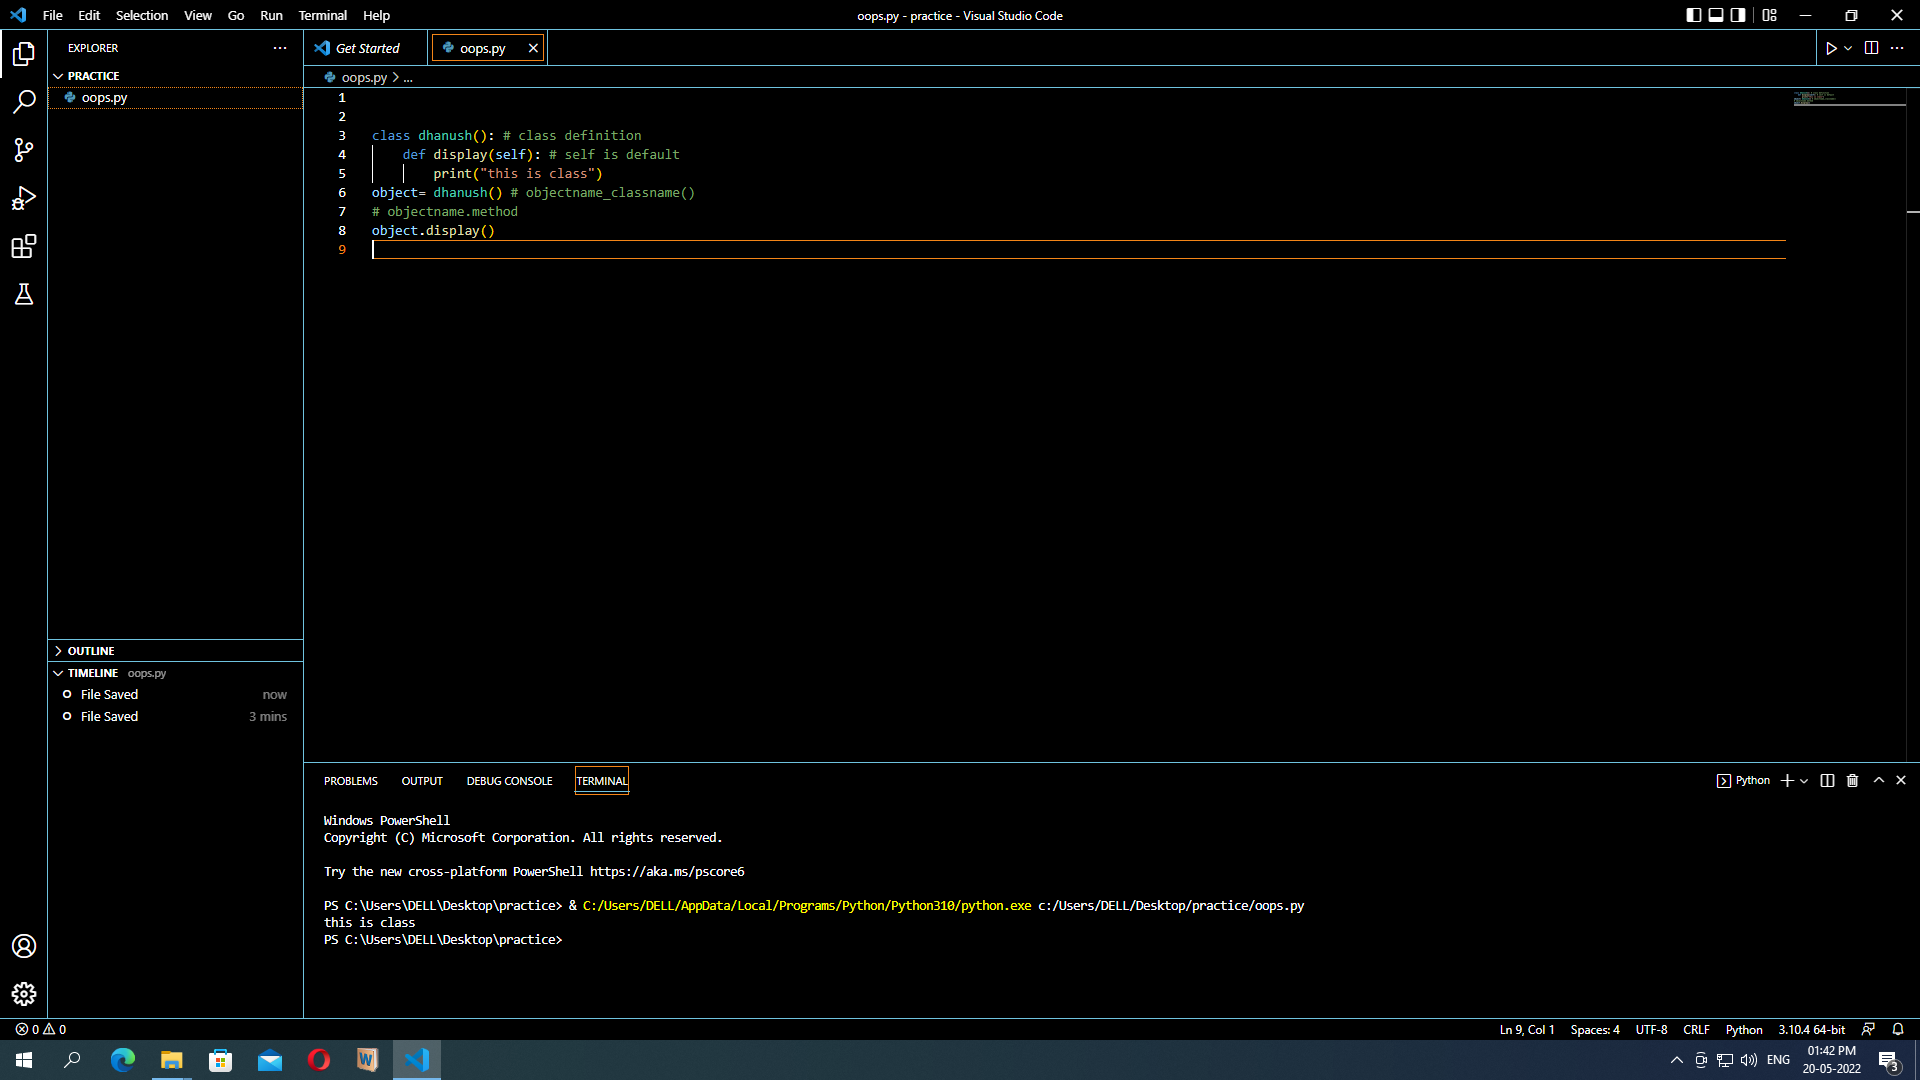 File Edit Selection View Go Run Terminal Help
oops.py - practice - Visual Studio Code
EXPLORER
PRACTICE
oops.py
Get Started
oops.py
oops.py > ...
1
2
3 class dhanush(): # class definition
4 def display(self): # self is default
5 print("this is class")
6 object= dhanush() # objectname_classname()
7 # objectname.method
8 object.display()
9
OUTLINE
TIMELINE oops.py
File Saved now
File Saved 3 mins
PROBLEMS OUTPUT DEBUG CONSOLE TERMINAL
Python
Windows PowerShell
Copyright (C) Microsoft Corporation. All rights reserved.
Try the new cross-platform PowerShell https://aka.ms/pscore6
PS C:\Users\DELL\Desktop\practice> & C:/Users/DELL/AppData/Local/Programs/Python/Python310/python.exe c:/Users/DELL/Desktop/practice/oops.py
this is class
PS C:\Users\DELL\Desktop\practice>
0 0
Ln 9, Col 1 Spaces: 4 UTF-8 CRLF Python 3.10.4 64-bit
W
ENG
01:42 PM
20-05-2022
3